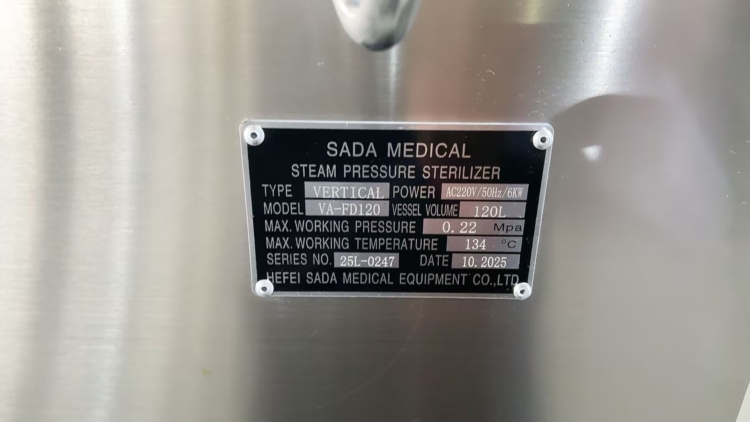 SADA MEDICAL
STEAM PRESSURE STERILIZER
TYPE VERTICAL POWER AC220V/50Hz/6KW
MODEL VA-FD120 VESSEL VOLUME 120L
MAX. WORKING PRESSURE 0.22 Mpa
MAX. WORKING TEMPERATURE 134 °C
SERIES NO. 25L-0247 DATE 10.2025
HEFEI SADA MEDICAL EQUIPMENT CO.,LTD